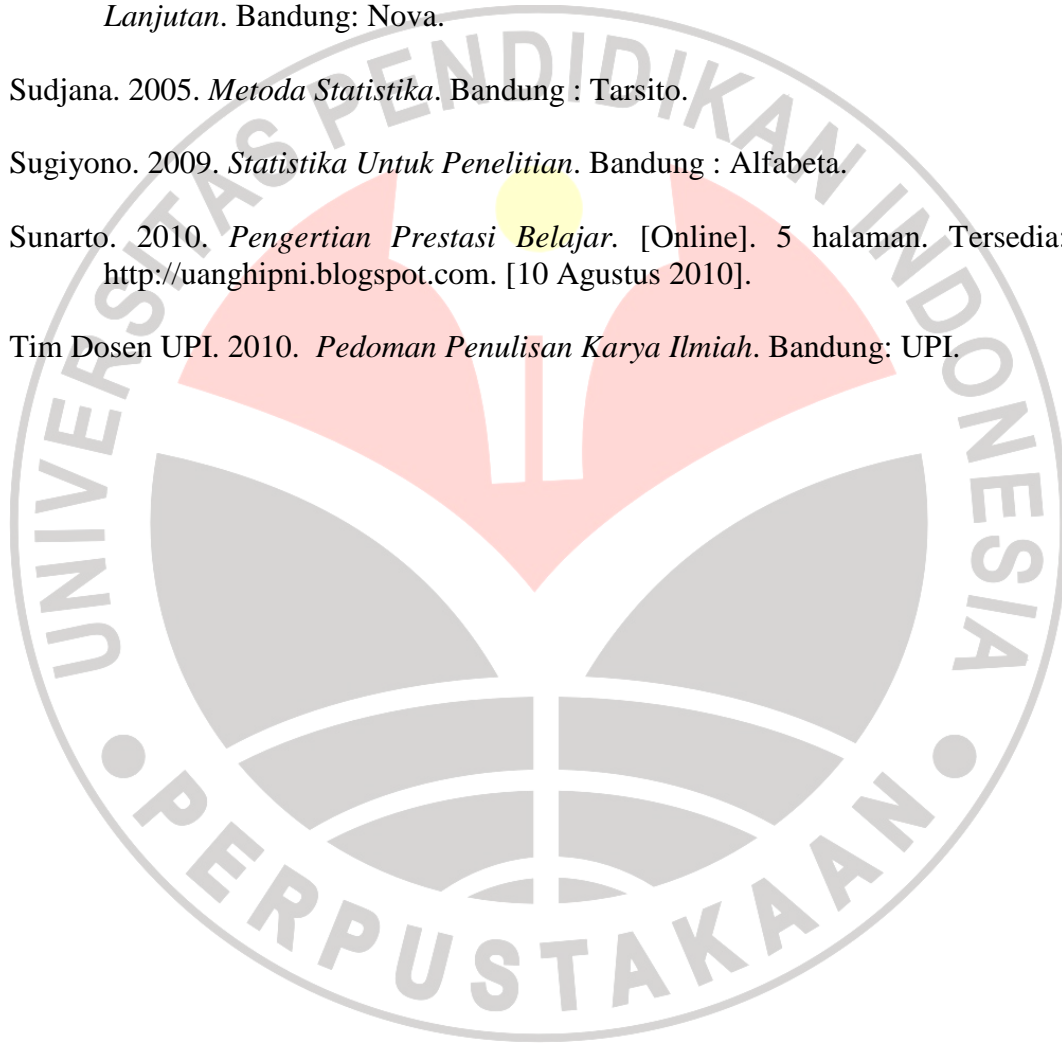 Lanjutan. Bandung: Nova.
Sudjana. 2005. Metoda Statistika. Bandung : Tarsito.
Sugiyono. 2009. Statistika Untuk Penelitian. Bandung : Alfabeta.
Sunarto. 2010. Pengertian Prestasi Belajar. [Online]. 5 halaman. Tersedia:
http://uanghipni.blogspot.com. [10 Agustus 2010].
Tim Dosen UPI. 2010. Pedoman Penulisan Karya Ilmiah. Bandung: UPI.
UNIVERSITAS PENDIDIKAN INDONESIA
PERPUSTAKAAN